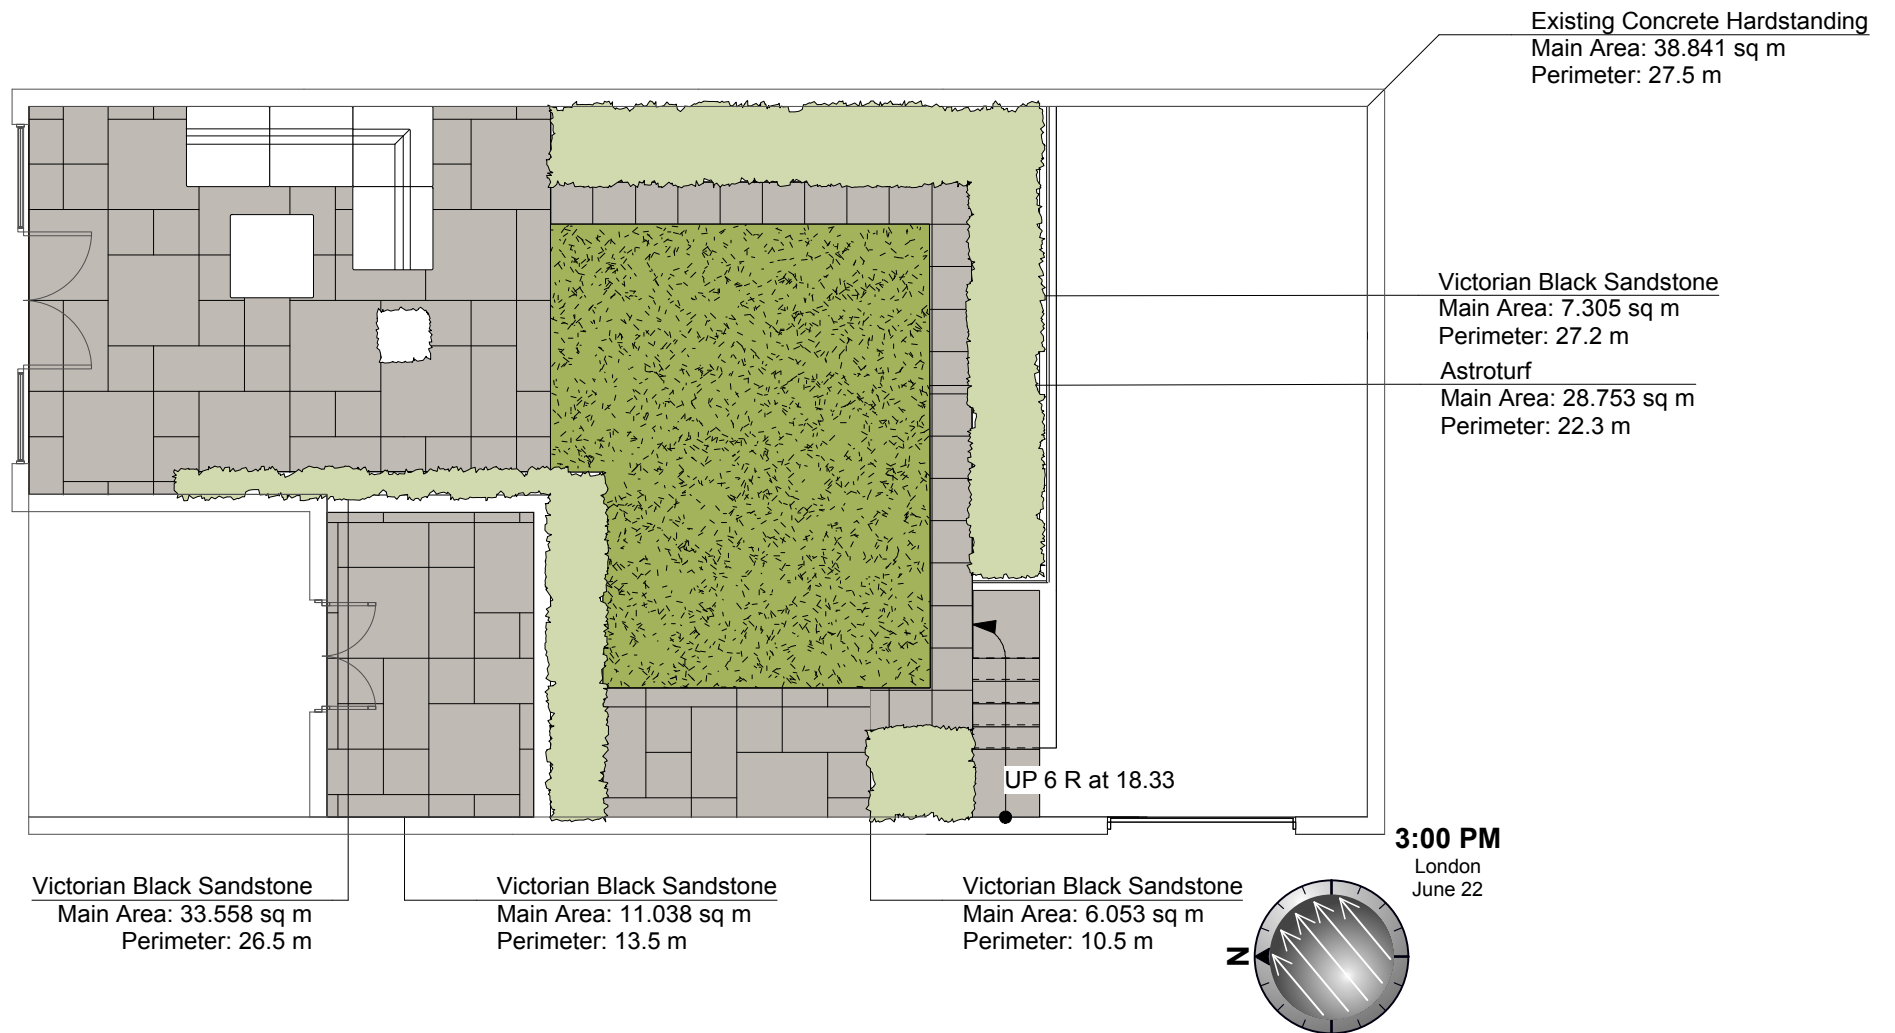 Existing Concrete Hardstanding
Main Area: 38.841 sq m
Perimeter: 27.5 m
Victorian Black Sandstone
Main Area: 7.305 sq m
Perimeter: 27.2 m
Astroturf
Main Area: 28.753 sq m
Perimeter: 22.3 m
UP 6 R at 18.33
Victorian Black Sandstone
Main Area: 33.558 sq m
Perimeter: 26.5 m
Victorian Black Sandstone
Main Area: 11.038 sq m
Perimeter: 13.5 m
Victorian Black Sandstone
Main Area: 6.053 sq m
Perimeter: 10.5 m
3:00 PM
London
June 22
N